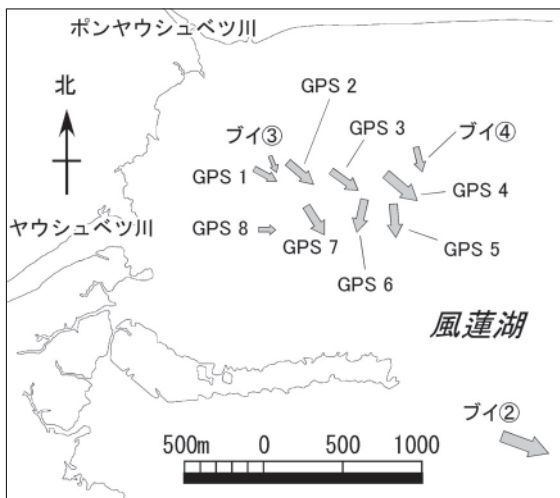 ポンヤウシュベツ川
北
GPS 2
ブイ③
GPS 3
ブイ④
GPS 1
GPS 4
ヤウシュベツ川
GPS 8
GPS 7
GPS 5
GPS 6
風蓮湖
ブイ②
500m 0 500 1000